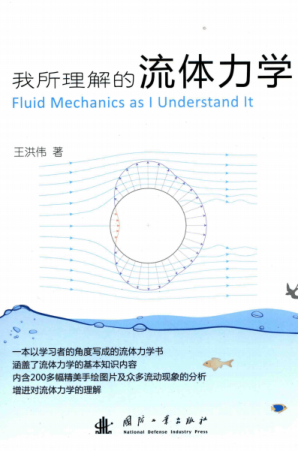 我所理解的流体力学
Fluid Mechanics as I Understand It
王洪伟 著
一本以学习者的角度写成的流体力学书
涵盖了流体力学的基本知识内容
内含200多幅精美手绘图片及众多流动现象的分析
增进对流体力学的理解
国防工业出版社
National Defense Industry Press